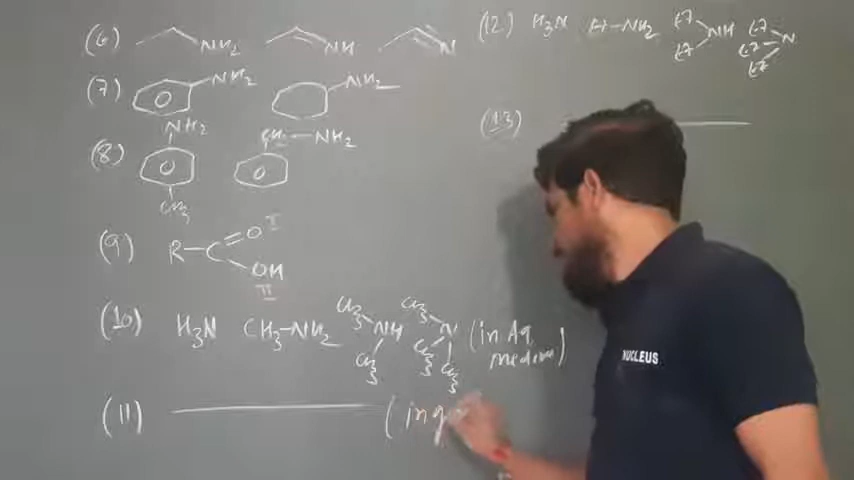 (6) NH2 NH N
(7) NH2 NH2
(8) NH2 CH2-NH2
CH3
(9) R-C=O I
OH
II
(10) H3N CH3-NH2 CH3 NH CH3 CH3 N CH3 CH3 (in Aq
medium)
(11) (in g
(12) H3N Et-NH2 Et NH Et Et N Et Et
(13)
NUCLEUS